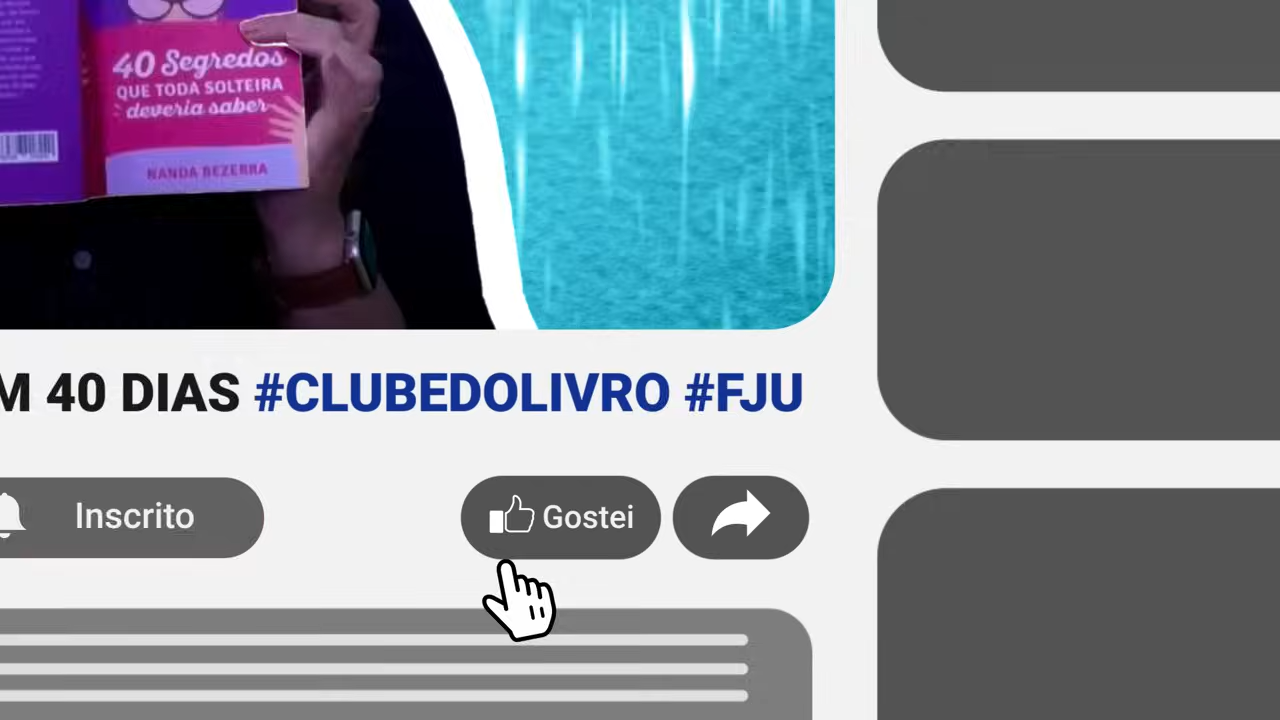 40 Segredos
QUE TODA SOLTEIRA
deveria saber
NANDA BEZERRA
M 40 DIAS #CLUBEDOLIVRO #FJU
Inscrito
Gostei